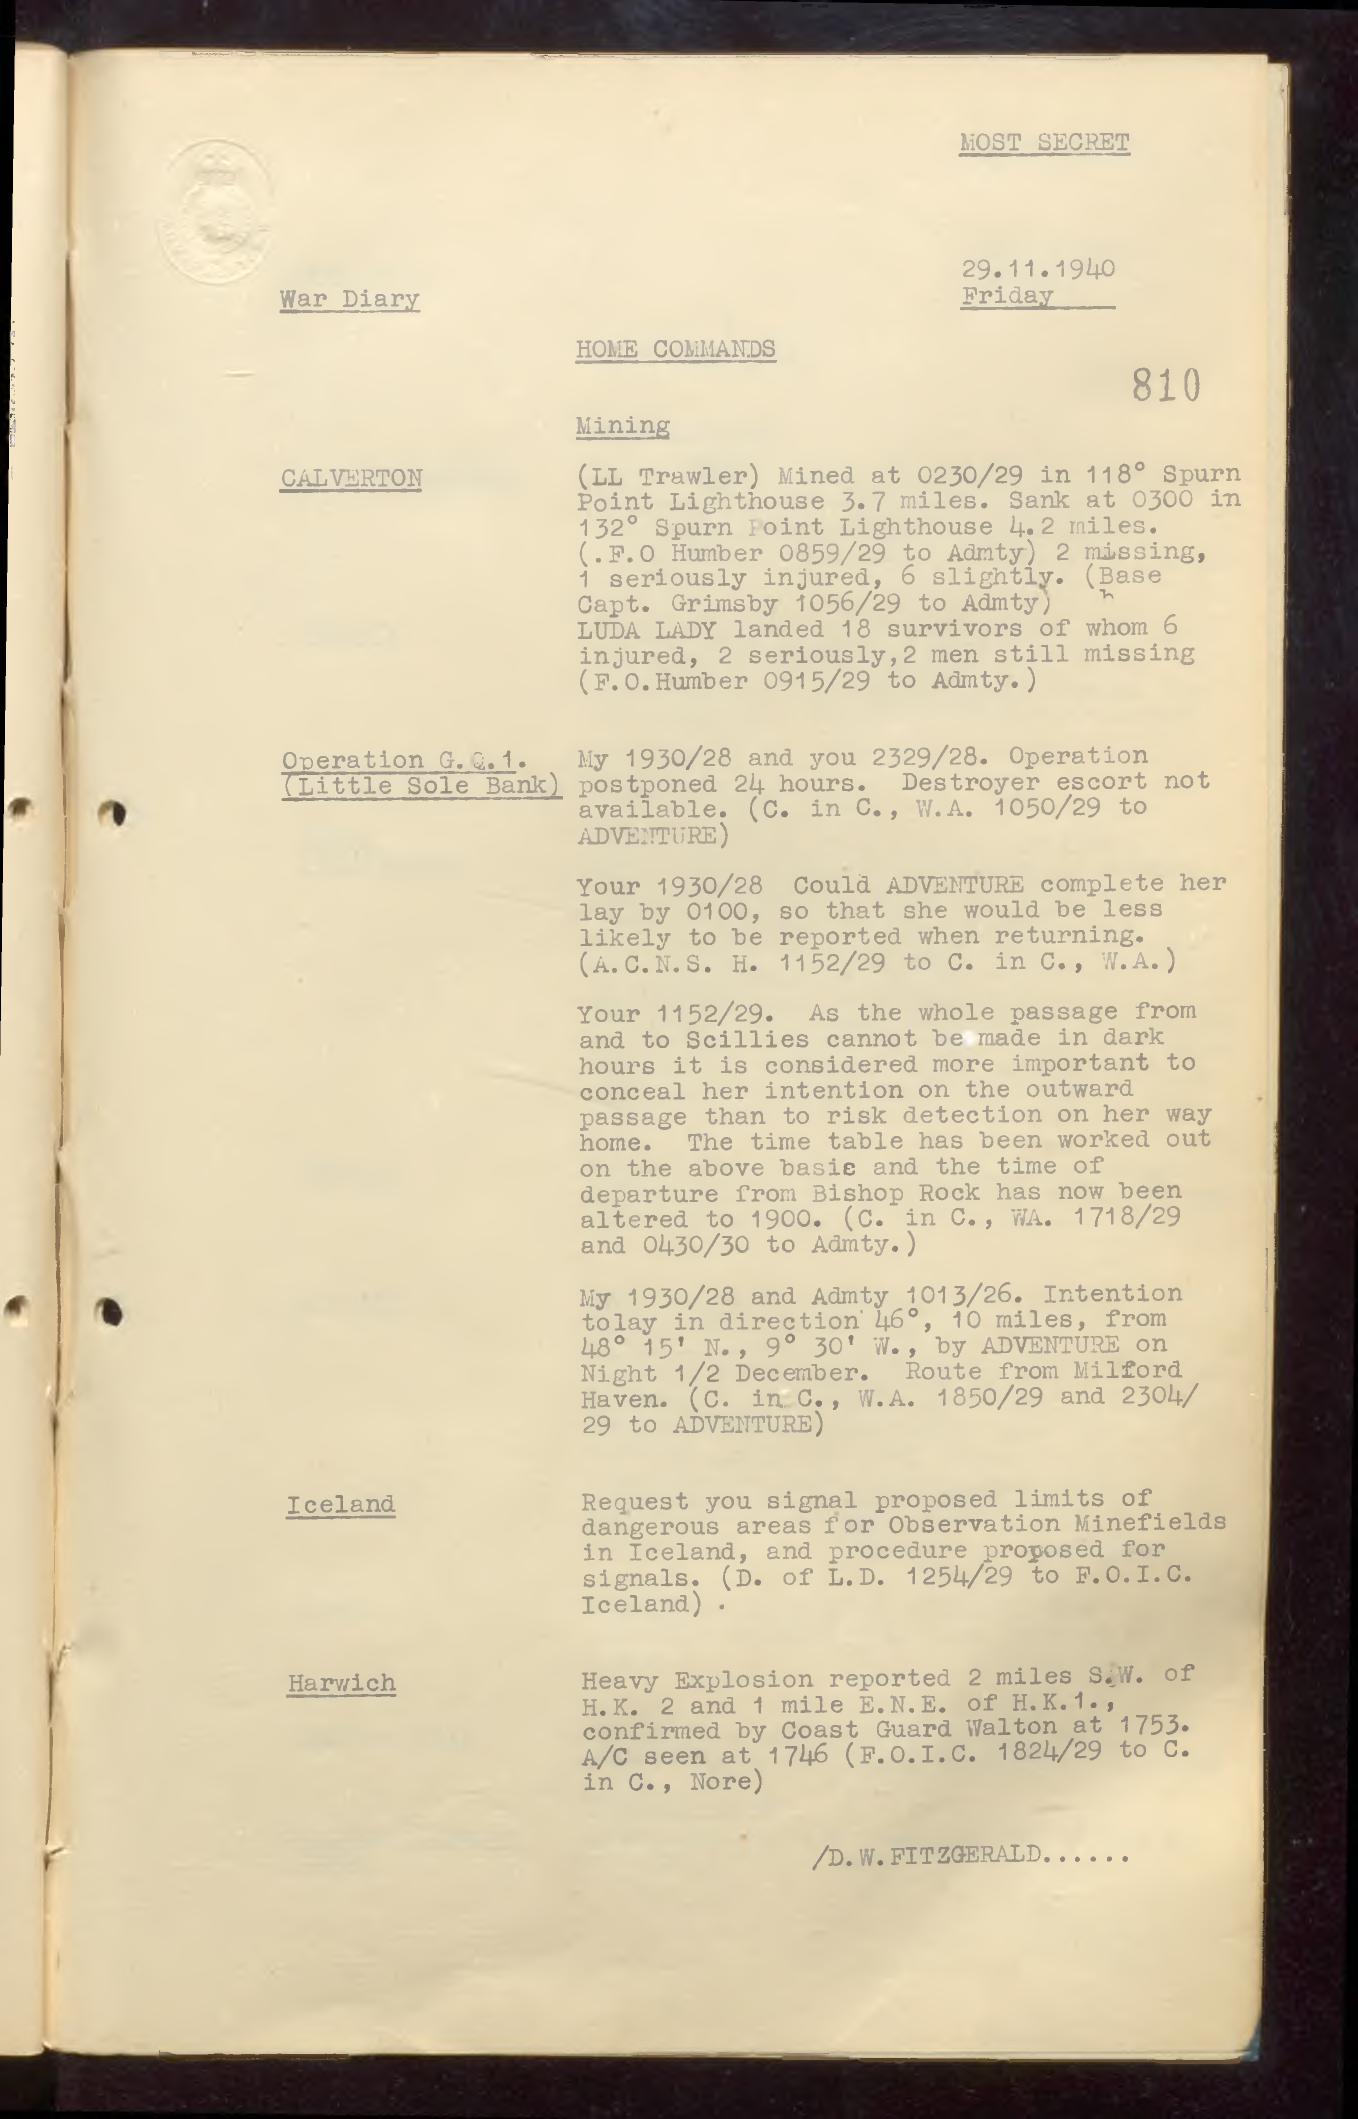 MOST SECRET
29.11.1940
Friday
War Diary
HOME COMMANDS
810
Mining
CALVERTON
(LL Trawler) Mined at 0230/29 in 118° Spurn
Point Lighthouse 3.7 miles. Sank at 0300 in
132° Spurn Point Lighthouse 4.2 miles.
(.F.O Humber 0859/29 to Admty) 2 missing,
1 seriously injured, 6 slightly. (Base
Capt. Grimsby 1056/29 to Admty)
LUDA LADY landed 18 survivors of whom 6
injured, 2 seriously,2 men still missing
(F.O.Humber 0915/29 to Admty.)
Operation G.Q.1.
(Little Sole Bank)
My 1930/28 and you 2329/28. Operation
postponed 24 hours. Destroyer escort not
available. (C. in C., W.A. 1050/29 to
ADVENTURE)
Your 1930/28 Could ADVENTURE complete her
lay by 0100, so that she would be less
likely to be reported when returning.
(A.C.N.S. H. 1152/29 to C. in C., W.A.)
Your 1152/29. As the whole passage from
and to Scillies cannot be made in dark
hours it is considered more important to
conceal her intention on the outward
passage than to risk detection on her way
home. The time table has been worked out
on the above basic and the time of
departure from Bishop Rock has now been
altered to 1900. (C. in C., WA. 1718/29
and 0430/30 to Admty.)
My 1930/28 and Admty 1013/26. Intention
tolay in direction 46°, 10 miles, from
48° 15' N., 9° 30' W., by ADVENTURE on
Night 1/2 December. Route from Milford
Haven. (C. in C., W.A. 1850/29 and 2304/
29 to ADVENTURE)
Iceland
Request you signal proposed limits of
dangerous areas for Observation Minefields
in Iceland, and procedure proposed for
signals. (D. of L.D. 1254/29 to F.O.I.C.
Iceland) .
Harwich
Heavy Explosion reported 2 miles S.W. of
H.K. 2 and 1 mile E.N.E. of H.K.1.,
confirmed by Coast Guard Walton at 1753.
A/C seen at 1746 (F.O.I.C. 1824/29 to C.
in C., Nore)
/D.W.FITZGERALD......